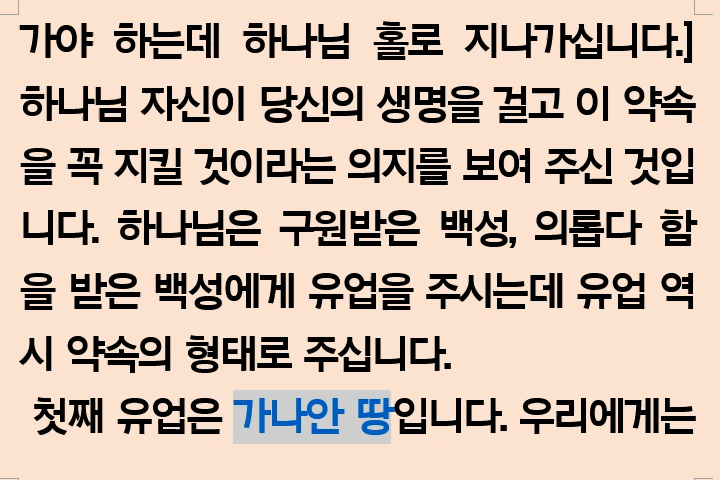 가야 하는데 하나님 홀로 지나가십니다.]
하나님 자신이 당신의 생명을 걸고 이 약속
을 꼭 지킬 것이라는 의지를 보여 주신 것입
니다. 하나님은 구원받은 백성, 의롭다 함
을 받은 백성에게 유업을 주시는데 유업 역
시 약속의 형태로 주십니다.
첫째 유업은 가나안 땅입니다. 우리에게는